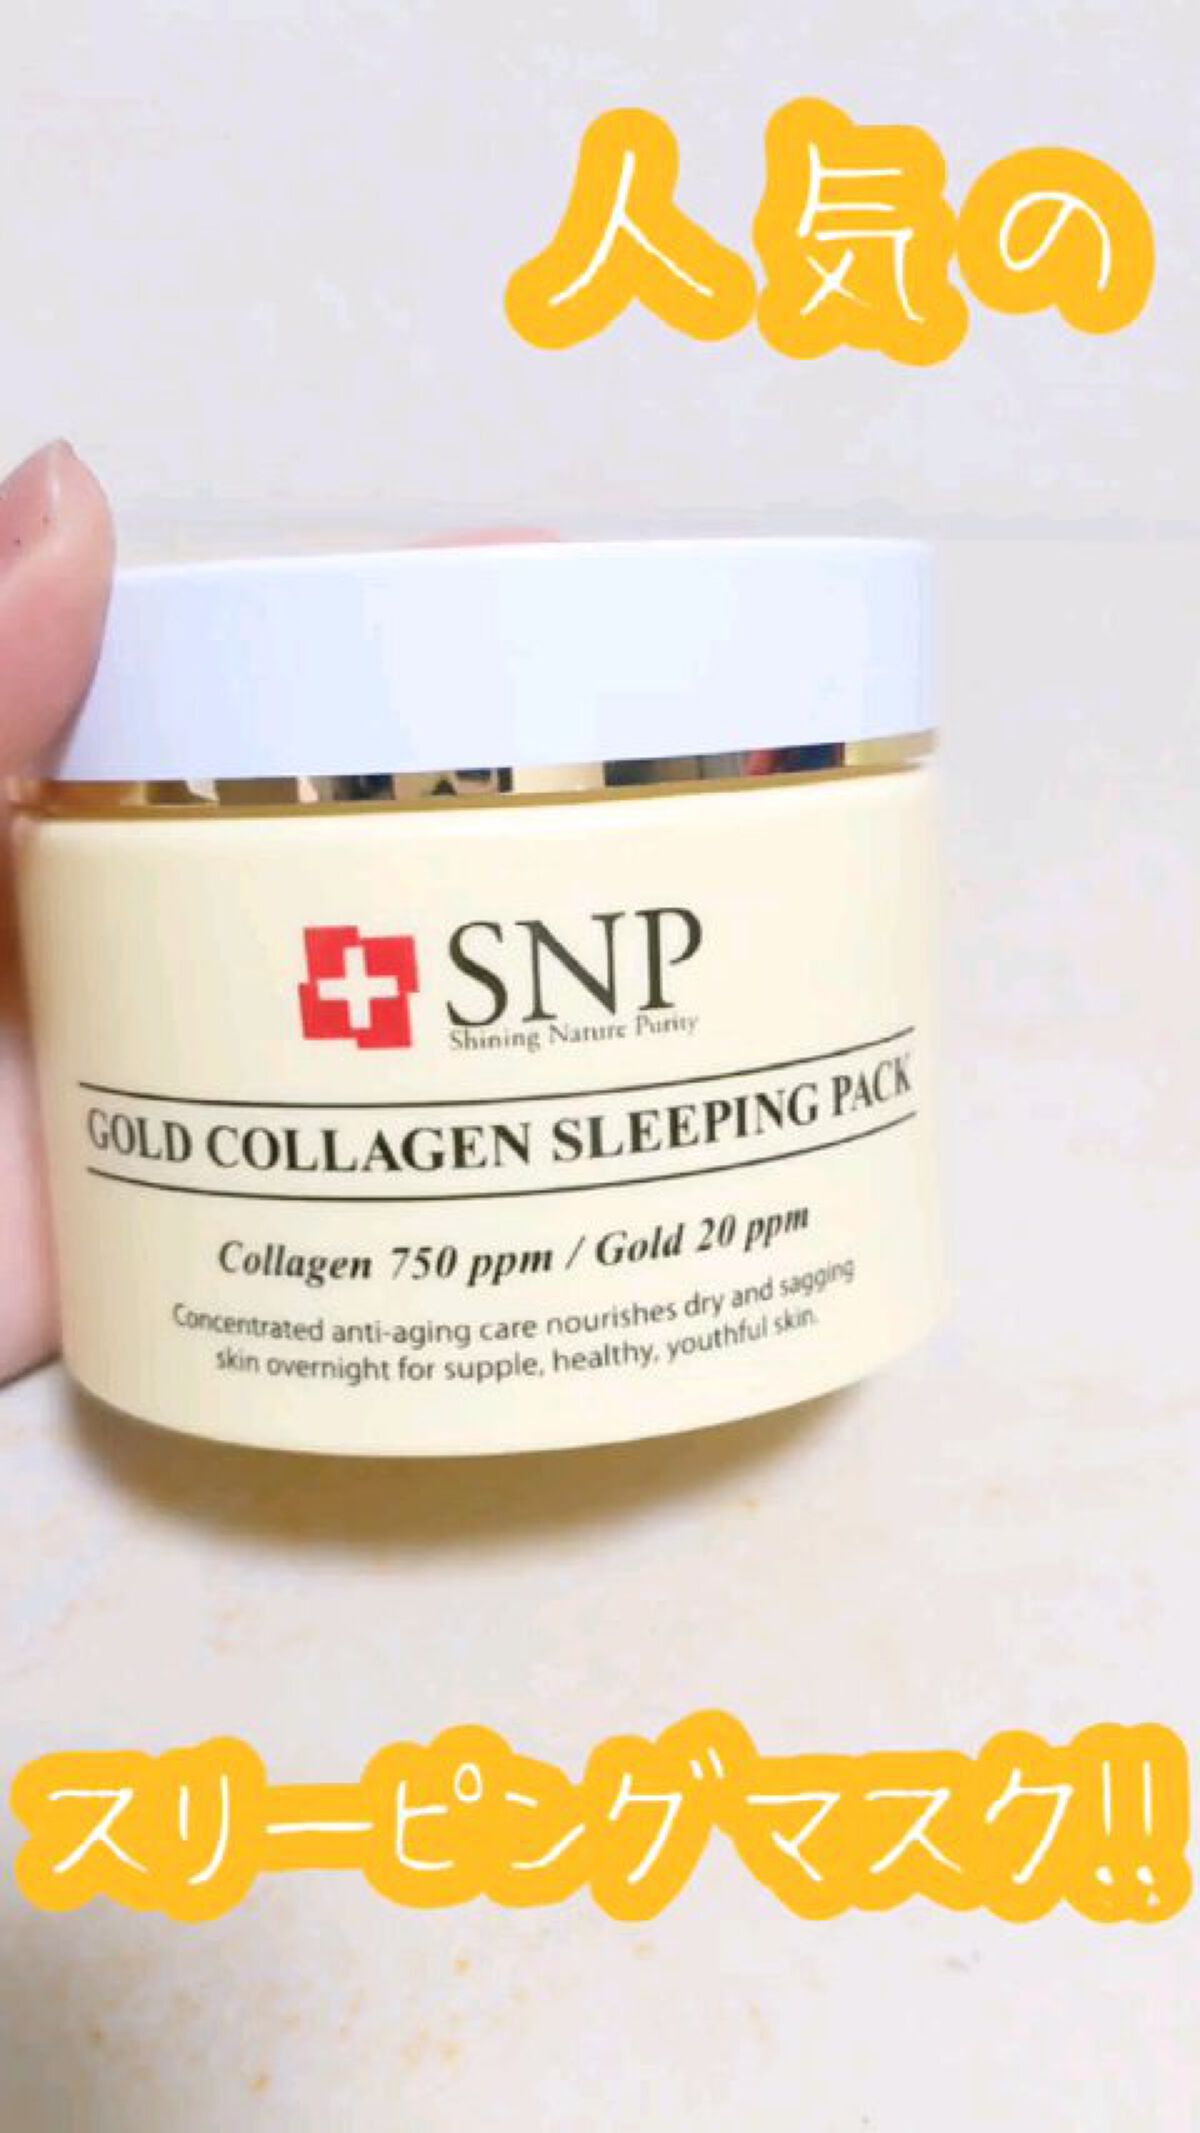 人気の
SNP
Shining Nature Purity
GOLD COLLAGEN SLEEPING PACK
Collagen 750 ppm / Gold 20 ppm
Concentrated anti-aging care nourishes dry and sagging
skin overnight for supple, healthy, youthful skin.
スリーピングマスク!!